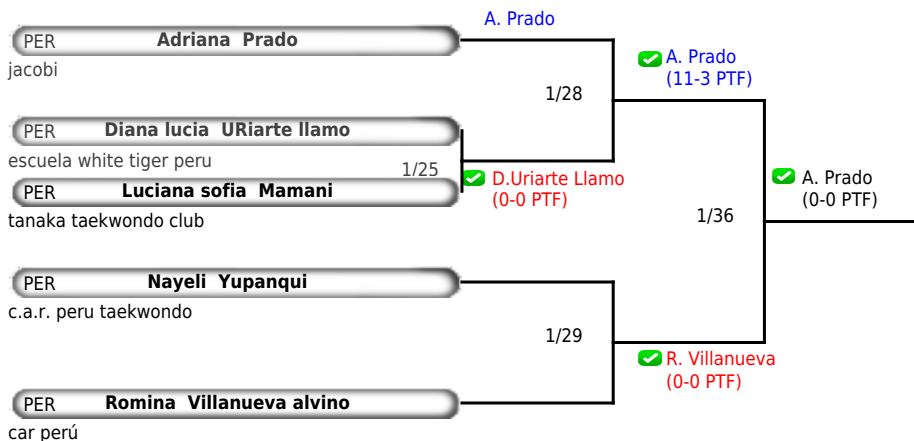 A. Prado
PER Adriana Prado
jacobi
A. Prado
(11-3 PTF)
1/28
PER Diana lucia URiarte llamo
escuela white tiger peru
1/25
D.Uriarte Llamo
(0-0 PTF)
PER Luciana sofia Mamani
tanaka taekwondo club
A. Prado
(0-0 PTF)
1/36
PER Nayeli Yupanqui
c.a.r. peru taekwondo
1/29
R. Villanueva
(0-0 PTF)
PER Romina Villanueva alvino
car perú